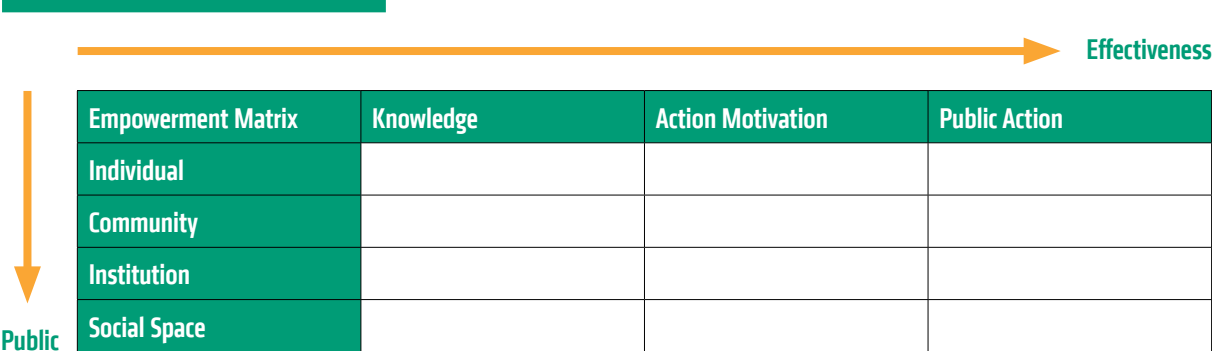 Effectiveness
Empowerment Matrix Knowledge Action Motivation Public Action
Individual
Community
Institution
Social Space
Public